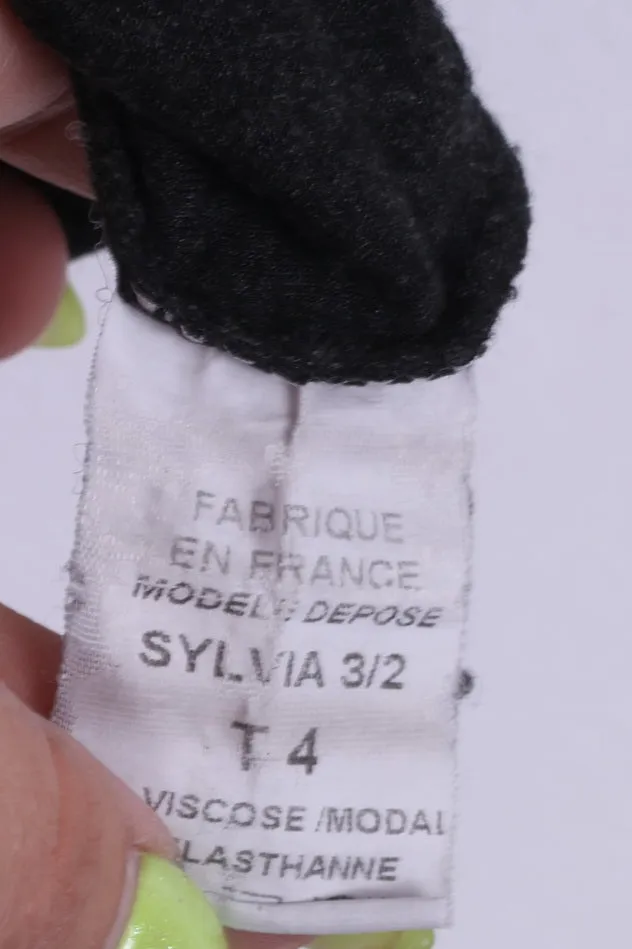 FABRIQUE
EN FRANCE
MODELE DEPOSE
SYLVIA 3/2
T 4
VISCOSE /MODAL
ELASTHANNE